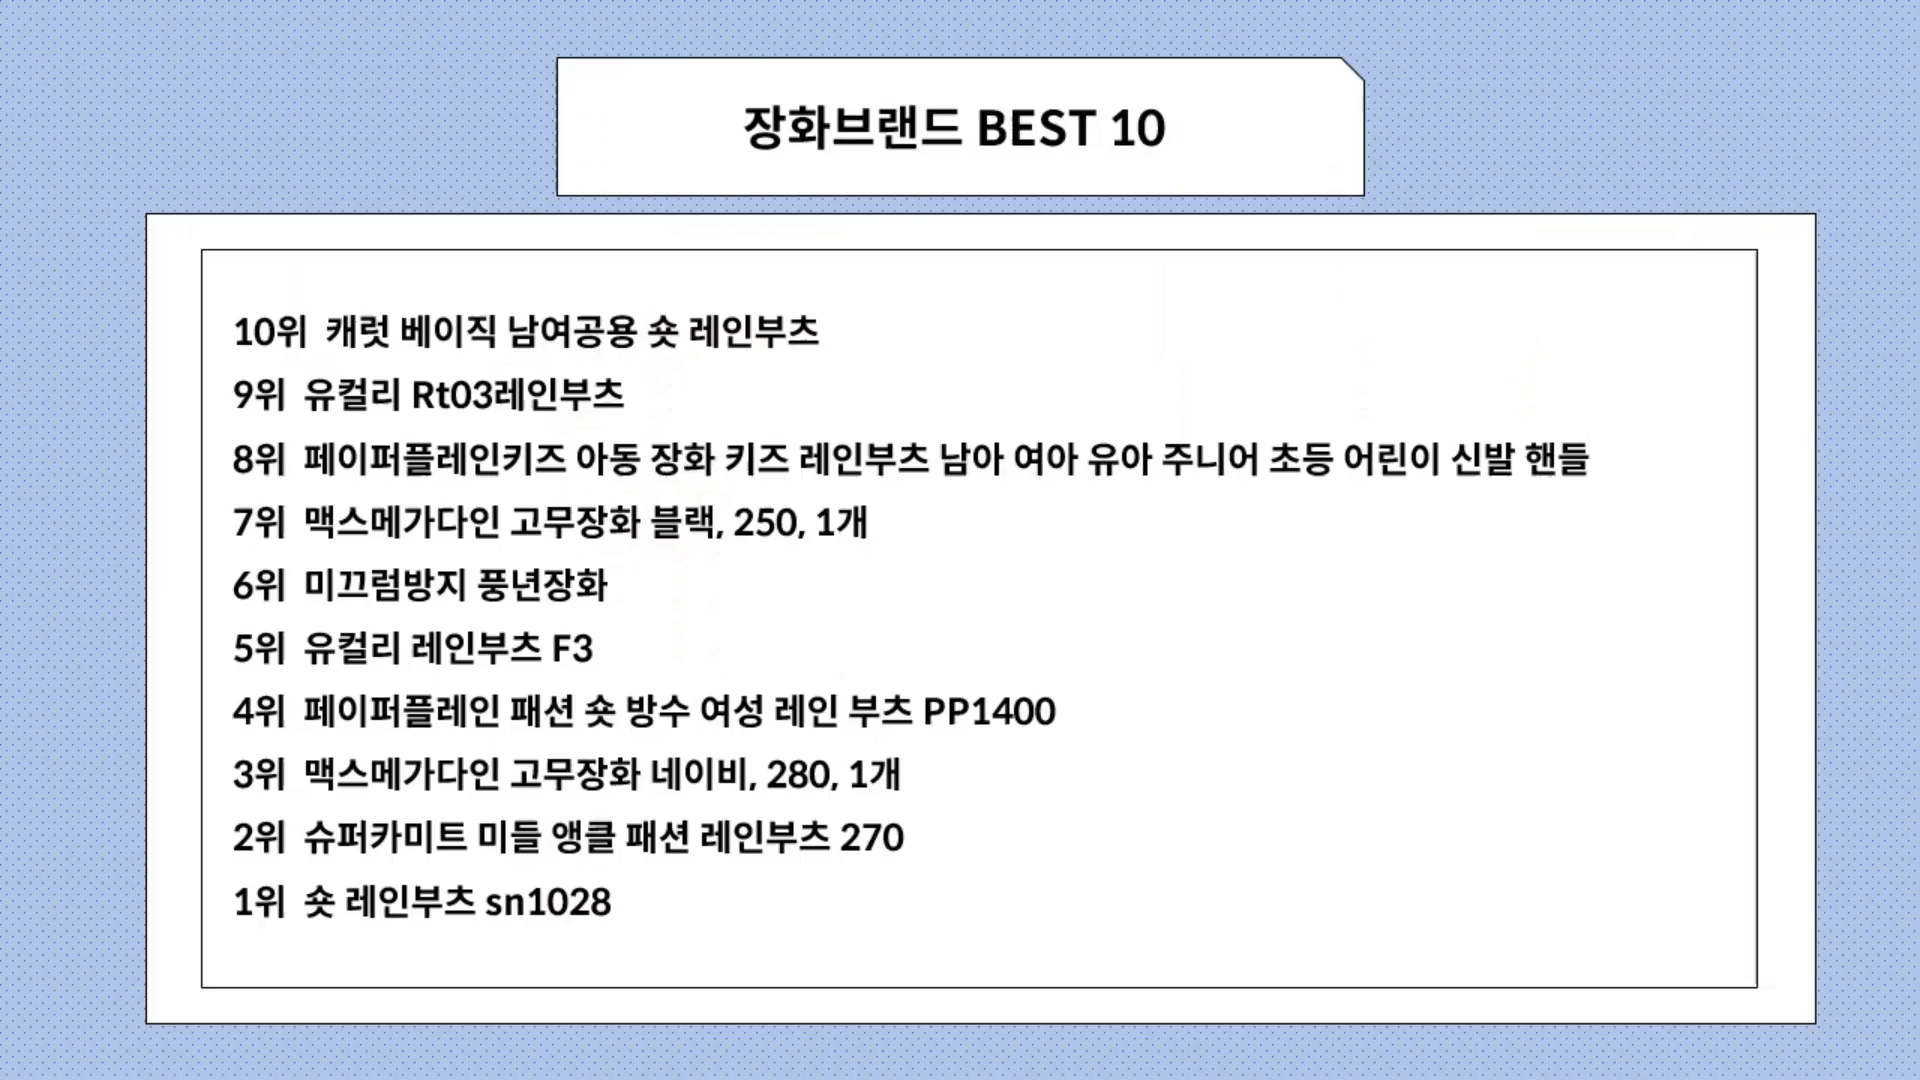 장화브랜드 BEST 10
10위 캐럿 베이직 남여공용 숏 레인부츠
9위 유컬리 Rt03레인부츠
8위 페이퍼플레인키즈 아동 장화 키즈 레인부츠 남아 여아 유아 주니어 초등 어린이 신발 핸들
7위 맥스메가다인 고무장화 블랙, 250, 1개
6위 미끄럼방지 풍년장화
5위 유컬리 레인부츠 F3
4위 페이퍼플레인 패션 숏 방수 여성 레인 부츠 PP1400
3위 맥스메가다인 고무장화 네이비, 280, 1개
2위 슈퍼카미트 미들 앵클 패션 레인부츠 270
1위 숏 레인부츠 sn1028